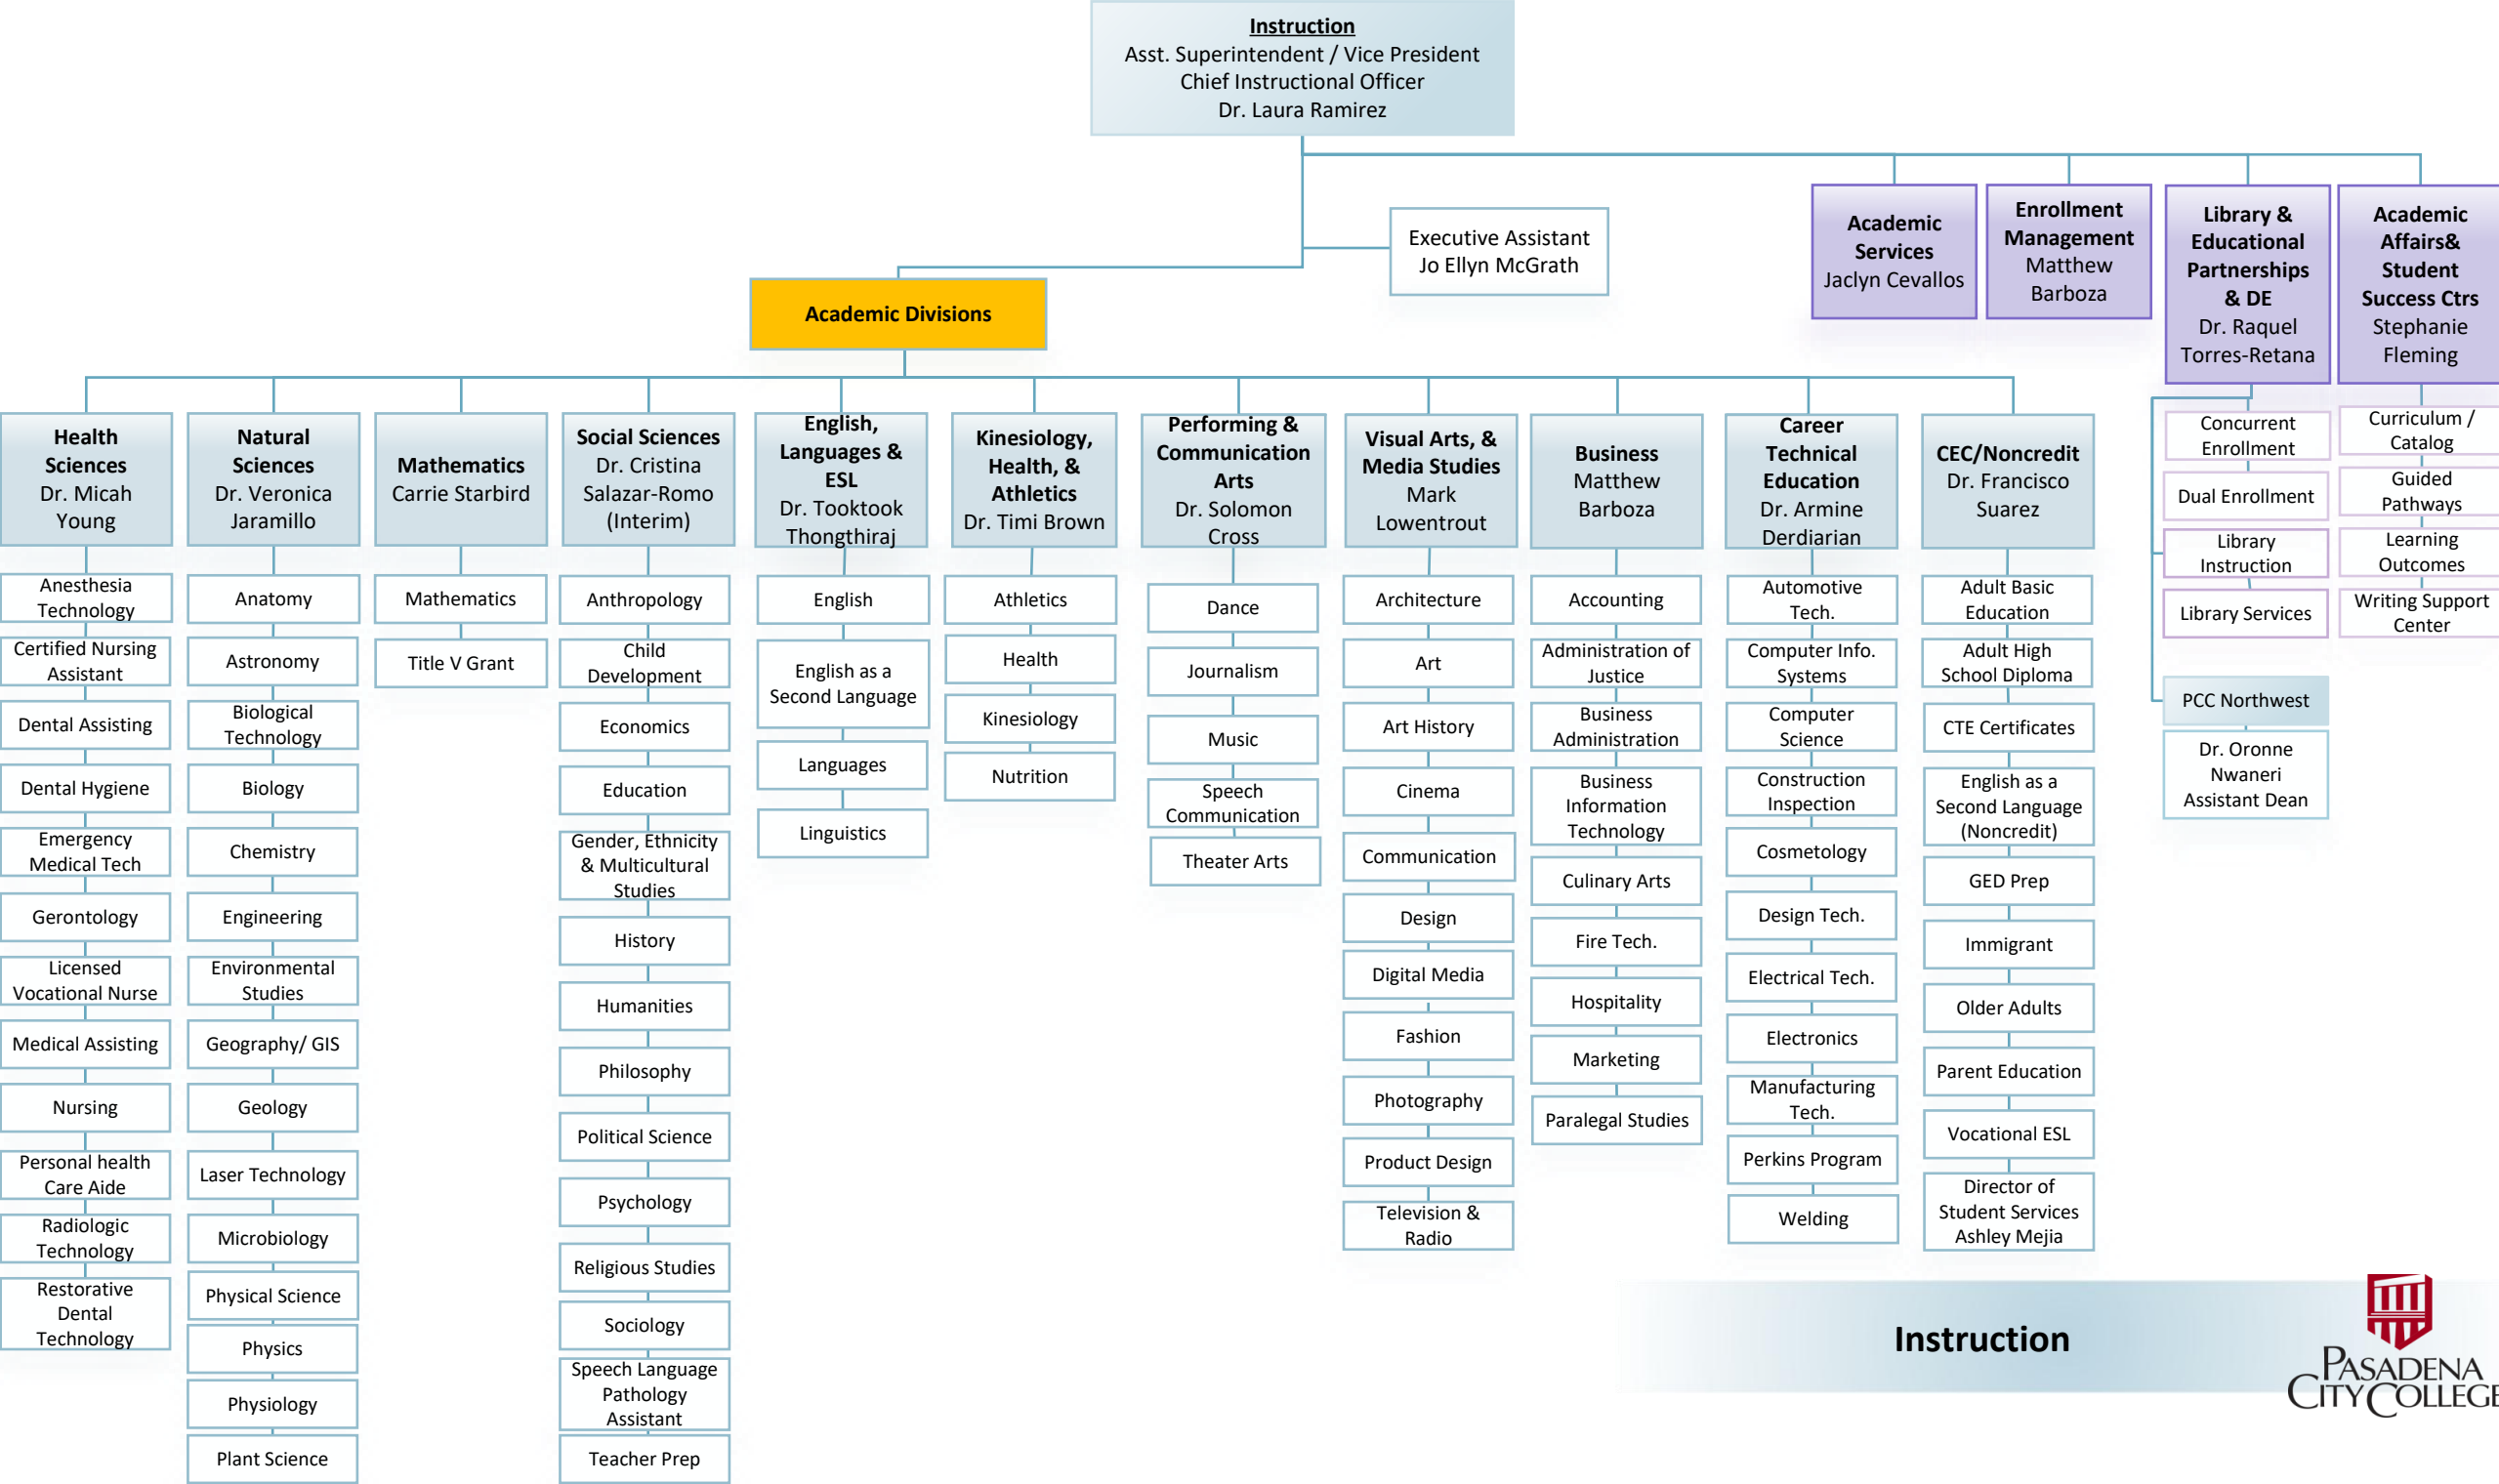 Instruction
Asst. Superintendent / Vice President
Chief Instructional Officer
Dr. Laura Ramirez
Executive Assistant
Jo Ellyn McGrath
Academic
Services
Jaclyn Cevallos
Enrollment
Management
Matthew
Barboza
Library &
Educational
Partnerships
& DE
Dr. Raquel
Torres-Retana
Academic
Affairs&
Student
Success Ctrs
Stephanie
Fleming
Academic Divisions
Health
Sciences
Dr. Micah
Young
Anesthesia
Technology
Certified Nursing
Assistant
Dental Assisting
Dental Hygiene
Emergency
Medical Tech
Gerontology
Licensed
Vocational Nurse
Medical Assisting
Nursing
Personal health
Care Aide
Radiologic
Technology
Restorative
Dental
Technology
Natural
Sciences
Dr. Veronica
Jaramillo
Anatomy
Astronomy
Biological
Technology
Biology
Chemistry
Engineering
Environmental
Studies
Geography/ GIS
Geology
Laser Technology
Microbiology
Physical Science
Physics
Physiology
Plant Science
Mathematics
Carrie Starbird
Mathematics
Title V Grant
Social Sciences
Dr. Cristina
Salazar-Romo
(Interim)
Anthropology
Child
Development
Economics
Education
Gender, Ethnicity
& Multicultural
Studies
History
Humanities
Philosophy
Political Science
Psychology
Religious Studies
Sociology
Speech Language
Pathology
Assistant
Teacher Prep
English,
Languages &
ESL
Dr. Tooktook
Thongthiraj
English
English as a
Second Language
Languages
Linguistics
Kinesiology,
Health, &
Athletics
Dr. Timi Brown
Athletics
Health
Kinesiology
Nutrition
Performing &
Communication
Arts
Dr. Solomon
Cross
Dance
Journalism
Music
Speech
Communication
Theater Arts
Visual Arts, &
Media Studies
Mark
Lowentrout
Architecture
Art
Art History
Cinema
Communication
Design
Digital Media
Fashion
Photography
Product Design
Television &
Radio
Business
Matthew
Barboza
Accounting
Administration of
Justice
Business
Administration
Business
Information
Technology
Culinary Arts
Fire Tech.
Hospitality
Marketing
Paralegal Studies
Career
Technical
Education
Dr. Armine
Derdiarian
Automotive
Tech.
Computer Info.
Systems
Computer
Science
Construction
Inspection
Cosmetology
Design Tech.
Electrical Tech.
Electronics
Manufacturing
Tech.
Perkins Program
Welding
CEC/Noncredit
Dr. Francisco
Suarez
Adult Basic
Education
Adult High
School Diploma
CTE Certificates
English as a
Second Language
(Noncredit)
GED Prep
Immigrant
Older Adults
Parent Education
Vocational ESL
Director of
Student Services
Ashley Mejia
Concurrent
Enrollment
Dual Enrollment
Library
Instruction
Library Services
PCC Northwest
Dr. Oronne
Nwaneri
Assistant Dean
Curriculum /
Catalog
Guided
Pathways
Learning
Outcomes
Writing Support
Center
Instruction
PASADENA
CITY COLLEGE